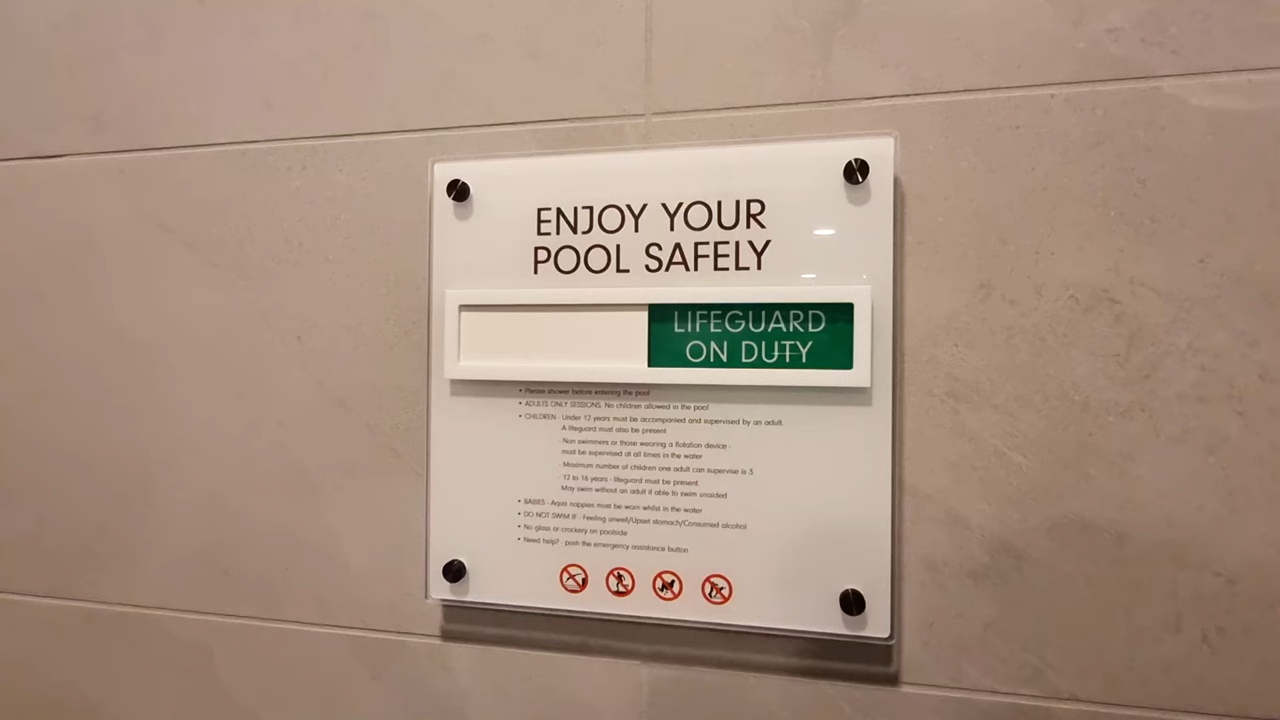 ENJOY YOUR
POOL SAFELY
LIFEGUARD
ON DUTY
• Please shower before entering the pool
• ADULTS ONLY SESSIONS. No children allowed in the pool
• CHILDREN - Under 12 years must be accompanied and supervised by an adult.
A lifeguard must also be present
- Non swimmers or those wearing a flotation device -
must be supervised at all times in the water
- Maximum number of children one adult can supervise is 3
- 12 to 16 years - lifeguard must be present.
May swim without an adult if able to swim unaided
• BABIES - Aqua nappies must be worn whilst in the water
• DO NOT SWIM IF - Feeling unwell/Upset stomach/Consumed alcohol
• No glass or crockery on poolside
• Need help? - push the emergency assistance button